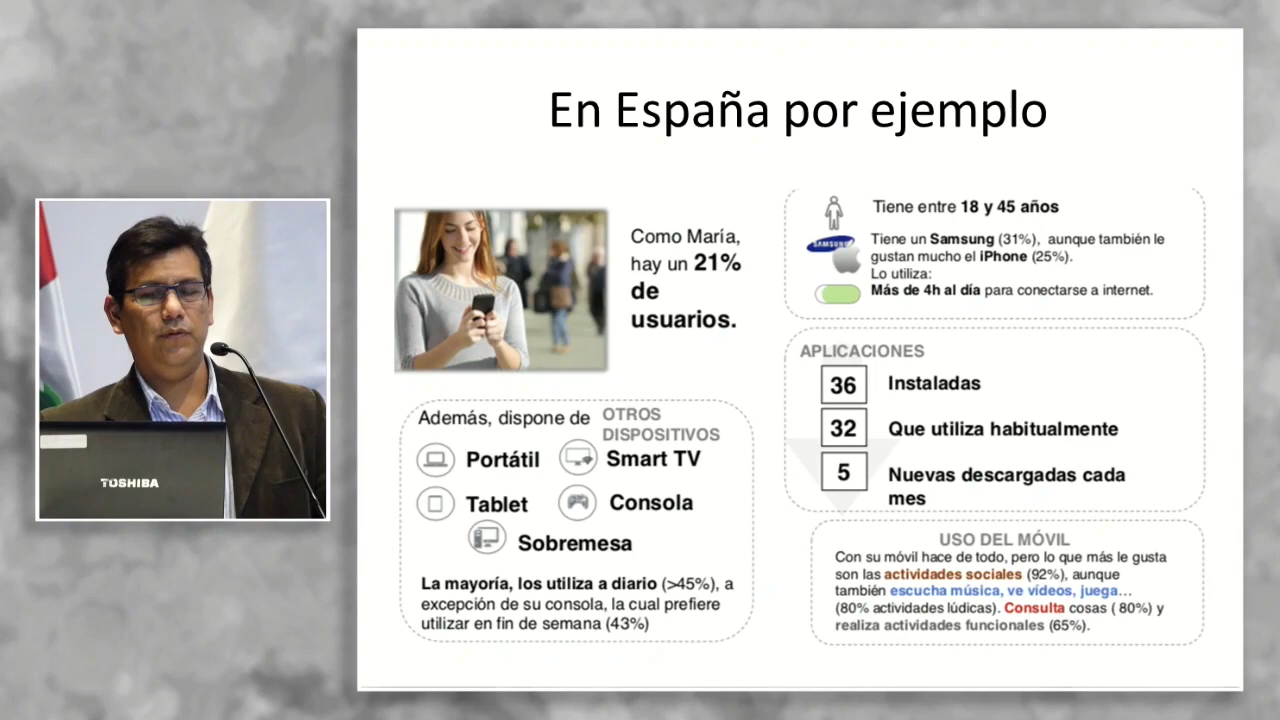 En España por ejemplo
Como María,
hay un 21%
de
usuarios.
Tiene entre 18 y 45 años
SAMSUNG
Tiene un Samsung (31%), aunque también le
gustan mucho el iPhone (25%).
Lo utiliza:
Más de 4h al día para conectarse a internet.
APLICACIONES
36 Instaladas
32 Que utiliza habitualmente
5 Nuevas descargadas cada
mes
Además, dispone de OTROS
DISPOSITIVOS
Portátil Smart TV
Tablet Consola
Sobremesa
La mayoría, los utiliza a diario (>45%), a
excepción de su consola, la cual prefiere
utilizar en fin de semana (43%)
USO DEL MÓVIL
Con su móvil hace de todo, pero lo que más le gusta
son las actividades sociales (92%), aunque
también escucha música, ve vídeos, juega…
(80% actividades lúdicas). Consulta cosas ( 80%) y
realiza actividades funcionales (65%).
TOSHIBA